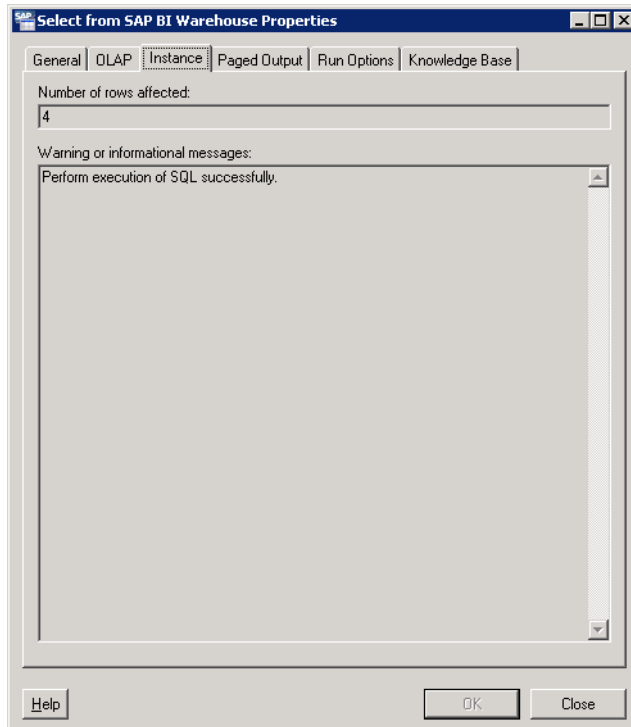 SAP
Select from SAP BI Warehouse Properties
General OLAP Instance Paged Output Run Options Knowledge Base
Number of rows affected:
4
Warning or informational messages:
Perform execution of SQL successfully.
Help OK Close